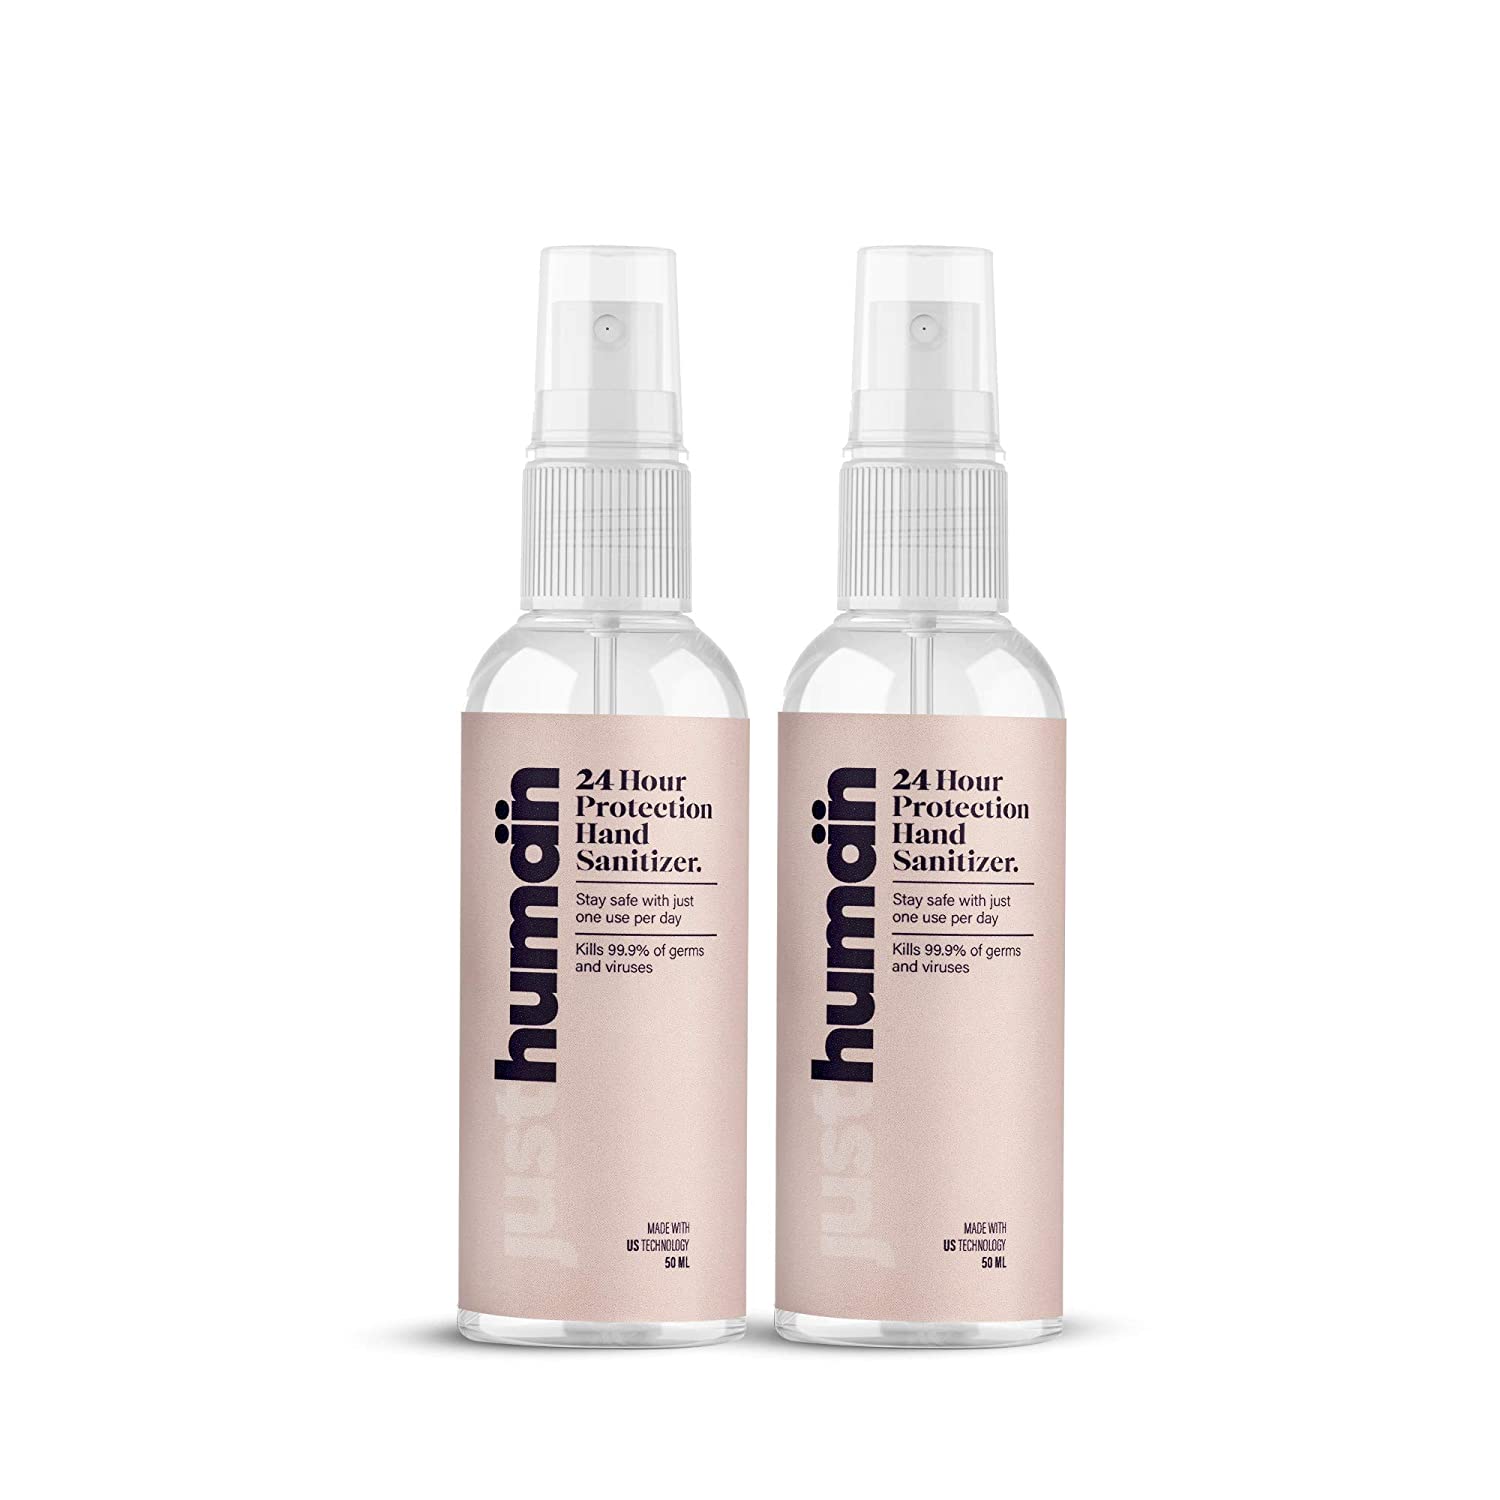 just humän
24 Hour
Protection
Hand
Sanitizer.
Stay safe with just
one use per day
Kills 99.9% of germs
and viruses
MADE WITH
US TECHNOLOGY
50 ML
just humän
24 Hour
Protection
Hand
Sanitizer.
Stay safe with just
one use per day
Kills 99.9% of germs
and viruses
MADE WITH
US TECHNOLOGY
50 ML